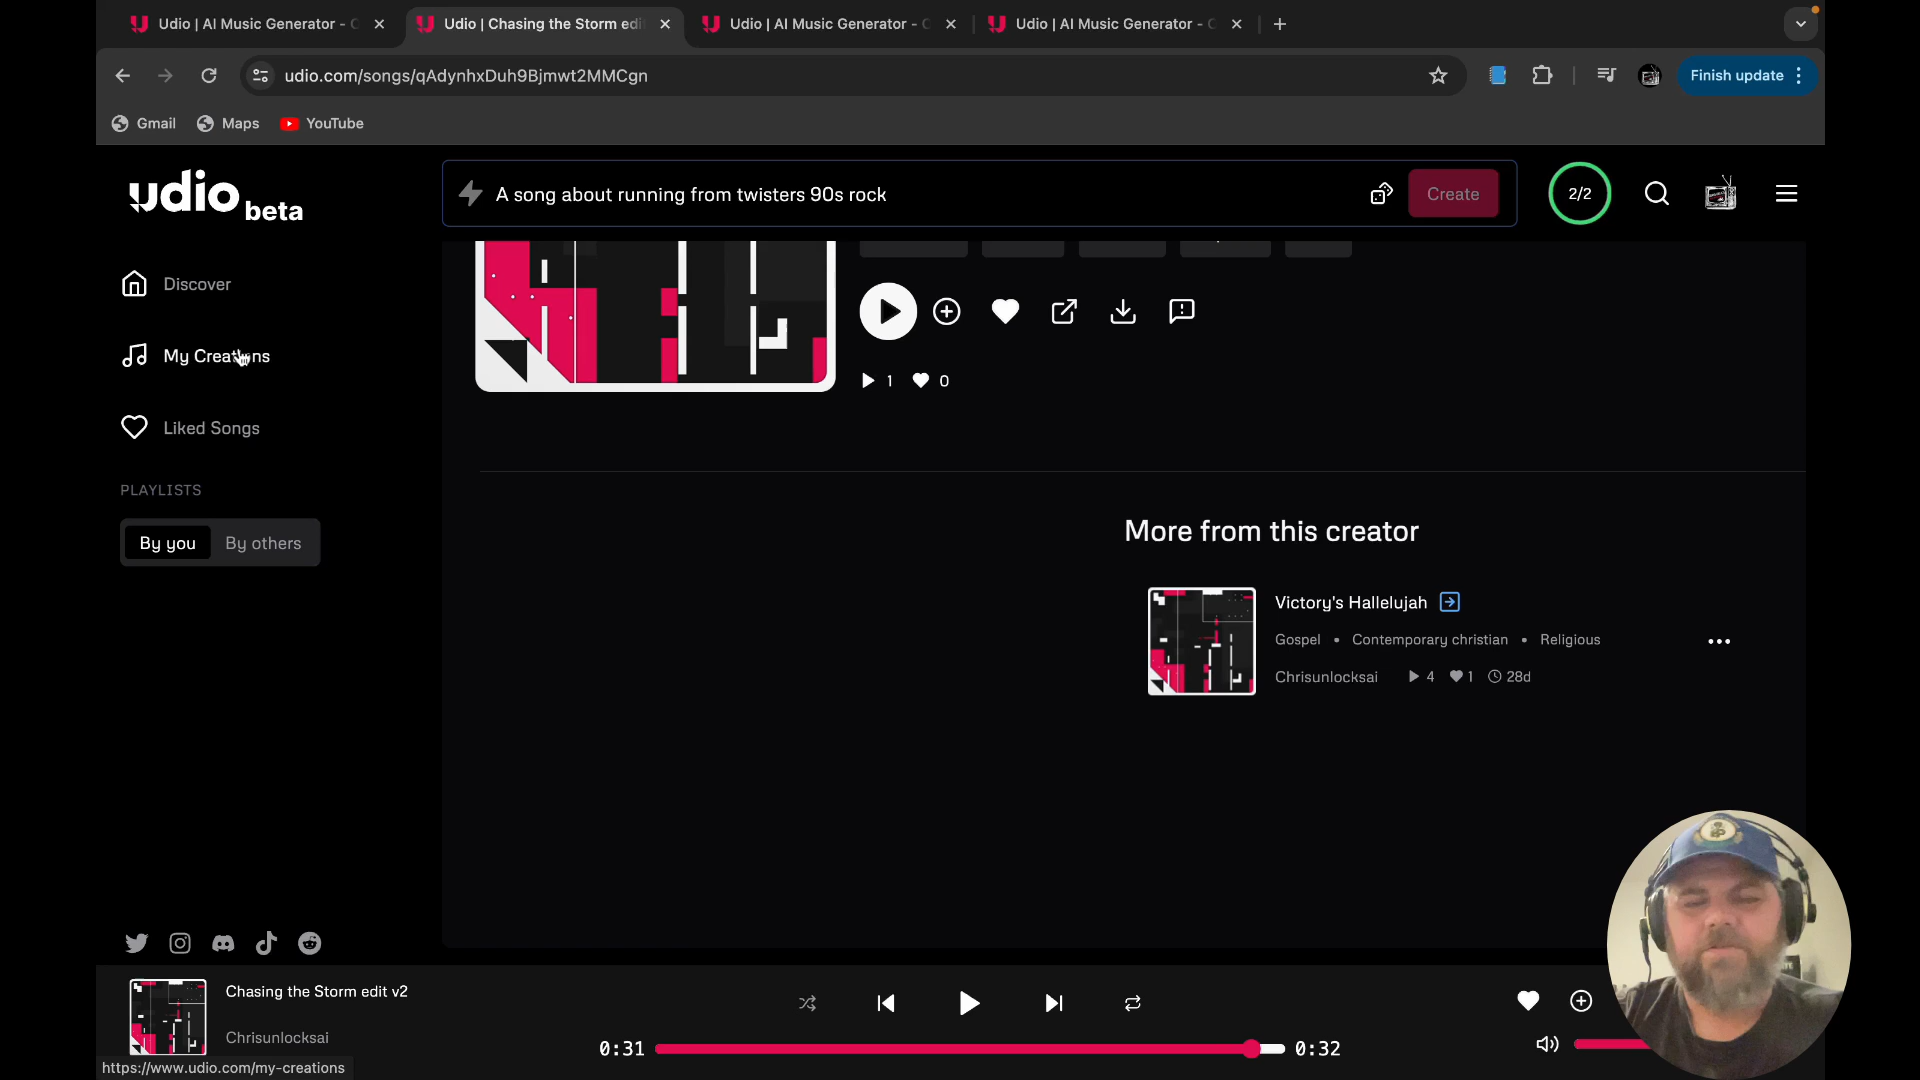 Udio | AI Music Generator - C
Udio | Chasing the Storm edi
Udio | AI Music Generator - C
Udio | AI Music Generator - C
udio.com/songs/qAdynhxDuh9Bjmwt2MMCgn
Finish update
Gmail
Maps
YouTube
udio beta
A song about running from twisters 90s rock
Create
2/2
Discover
My Creations
Liked Songs
PLAYLISTS
By you
By others
1
0
More from this creator
Victory's Hallelujah
Gospel • Contemporary christian • Religious
Chrisunlocksai
4
1
28d
Chasing the Storm edit v2
Chrisunlocksai
0:31
0:32
https://www.udio.com/my-creations